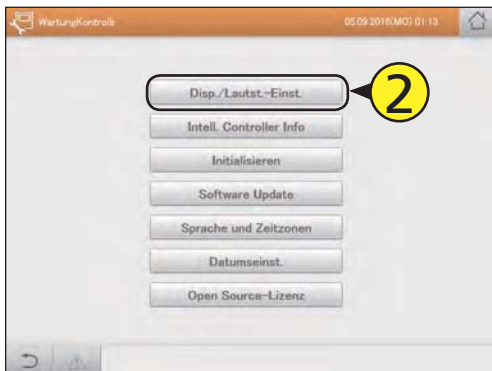 WartungKontrolle
05.09.2016(MO) 01:13
Disp./Lautst.-Einst.
2
Intell. Controller Info
Initialisieren
Software Update
Sprache und Zeitzonen
Datumseinst.
Open Source-Lizenz